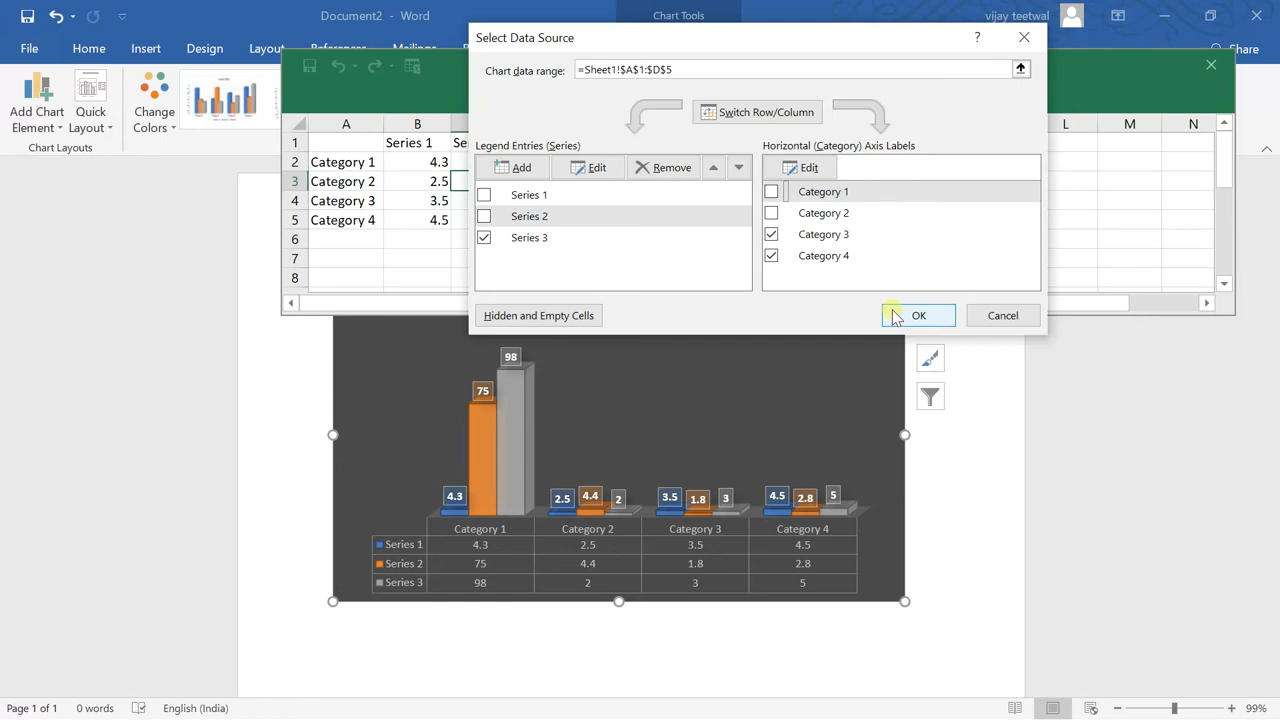 Document2 - Word
Chart Tools
vijay teetwal
File Home Insert Design Layout References Mailings
Share
Add Chart Element
Quick Layout
Change Colors
Chart Layouts
Select Data Source
?
Chart data range: =Sheet1!$A$1:$D$5
Switch Row/Column
Legend Entries (Series)
Horizontal (Category) Axis Labels
Add Edit Remove
Edit
Series 1
Series 2
Series 3
Category 1
Category 2
Category 3
Category 4
Hidden and Empty Cells
OK
Cancel
A B L M N
1 Series 1
2 Category 1 4.3
3 Category 2 2.5
4 Category 3 3.5
5 Category 4 4.5
6
7
8
98
75
4.3 2.5 4.4 2 3.5 1.8 3 4.5 2.8 5
Category 1 Category 2 Category 3 Category 4
Series 1 4.3 2.5 3.5 4.5
Series 2 75 4.4 1.8 2.8
Series 3 98 2 3 5
Page 1 of 1 0 words English (India) 99%